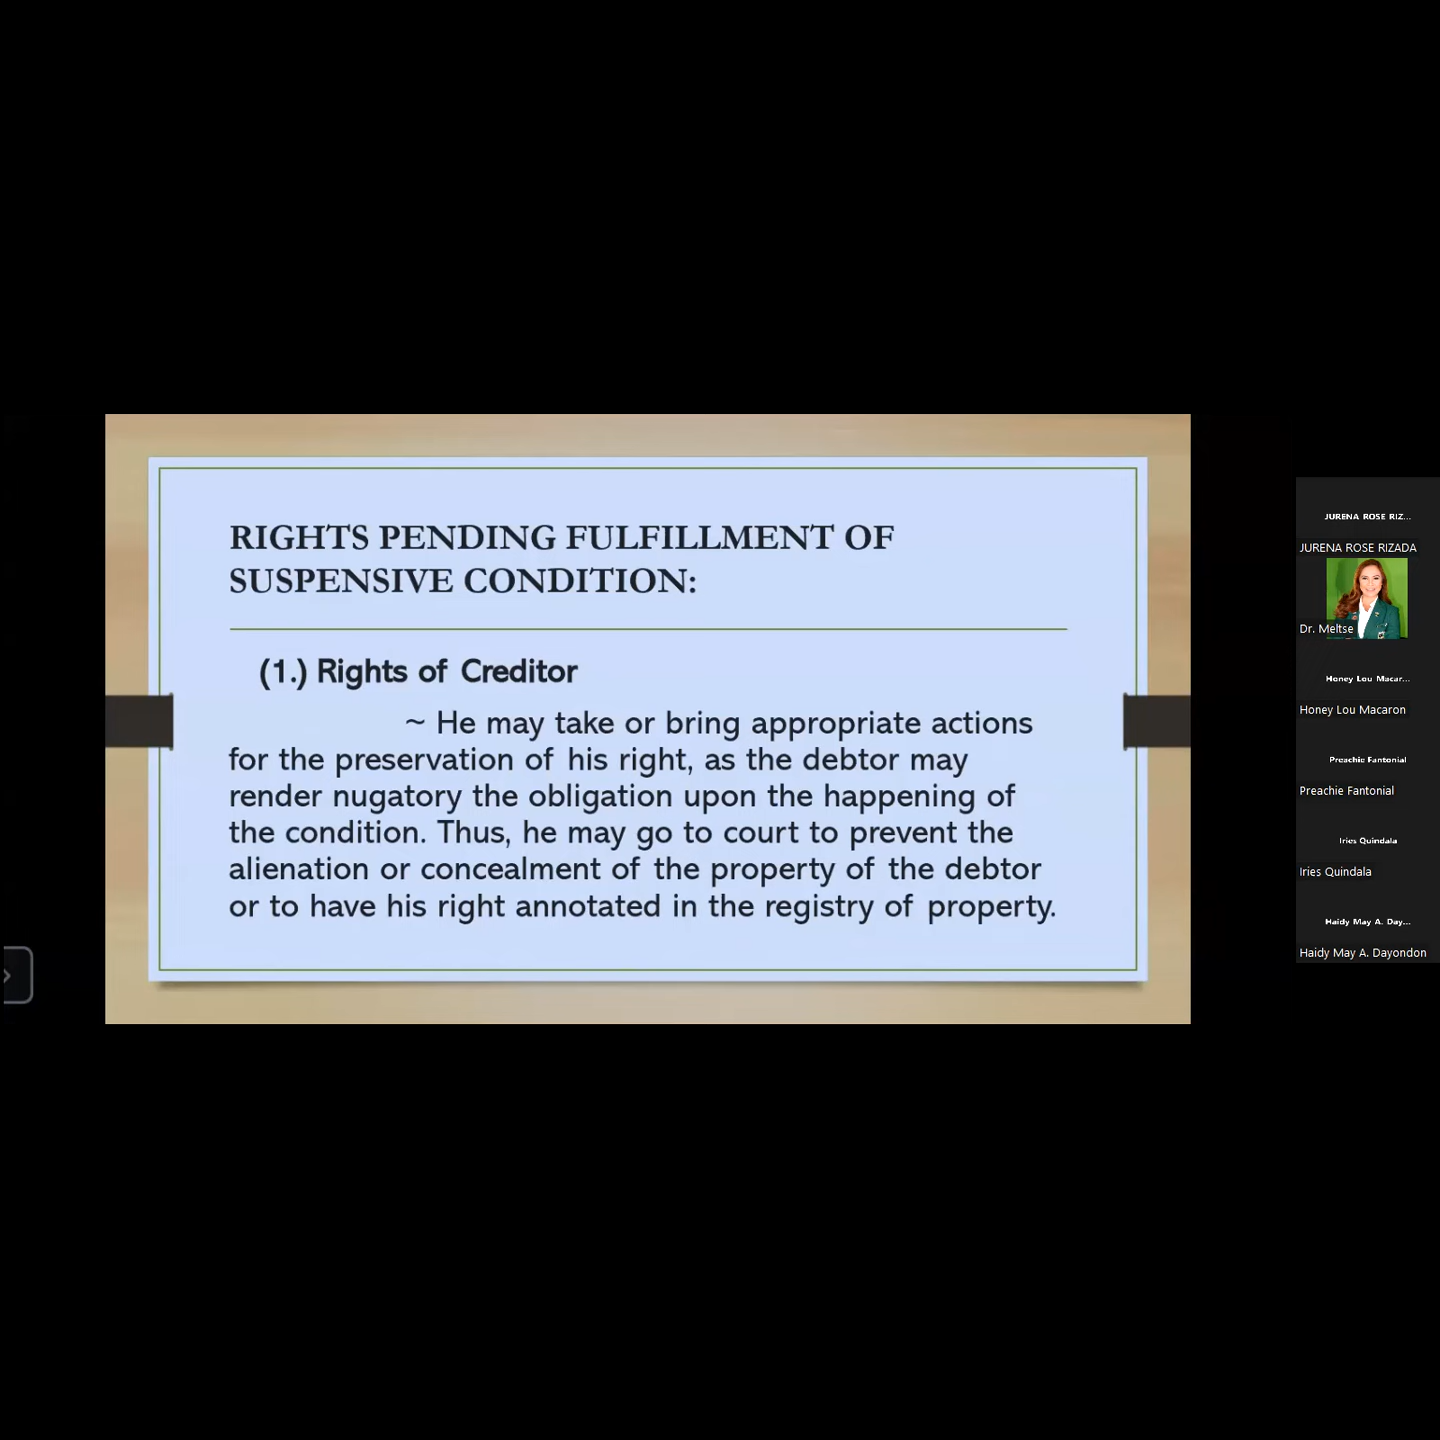 RIGHTS PENDING FULFILLMENT OF
SUSPENSIVE CONDITION:
(1.) Rights of Creditor
~ He may take or bring appropriate actions
for the preservation of his right, as the debtor may
render nugatory the obligation upon the happening of
the condition. Thus, he may go to court to prevent the
alienation or concealment of the property of the debtor
or to have his right annotated in the registry of property.
JURENA ROSE RIZ...
JURENA ROSE RIZADA
Dr. Meltse
Honey Lou Macar...
Honey Lou Macaron
Preachie Fantonial
Preachie Fantonial
Iries Quindala
Iries Quindala
Haidy May A. Day...
Haidy May A. Dayondon